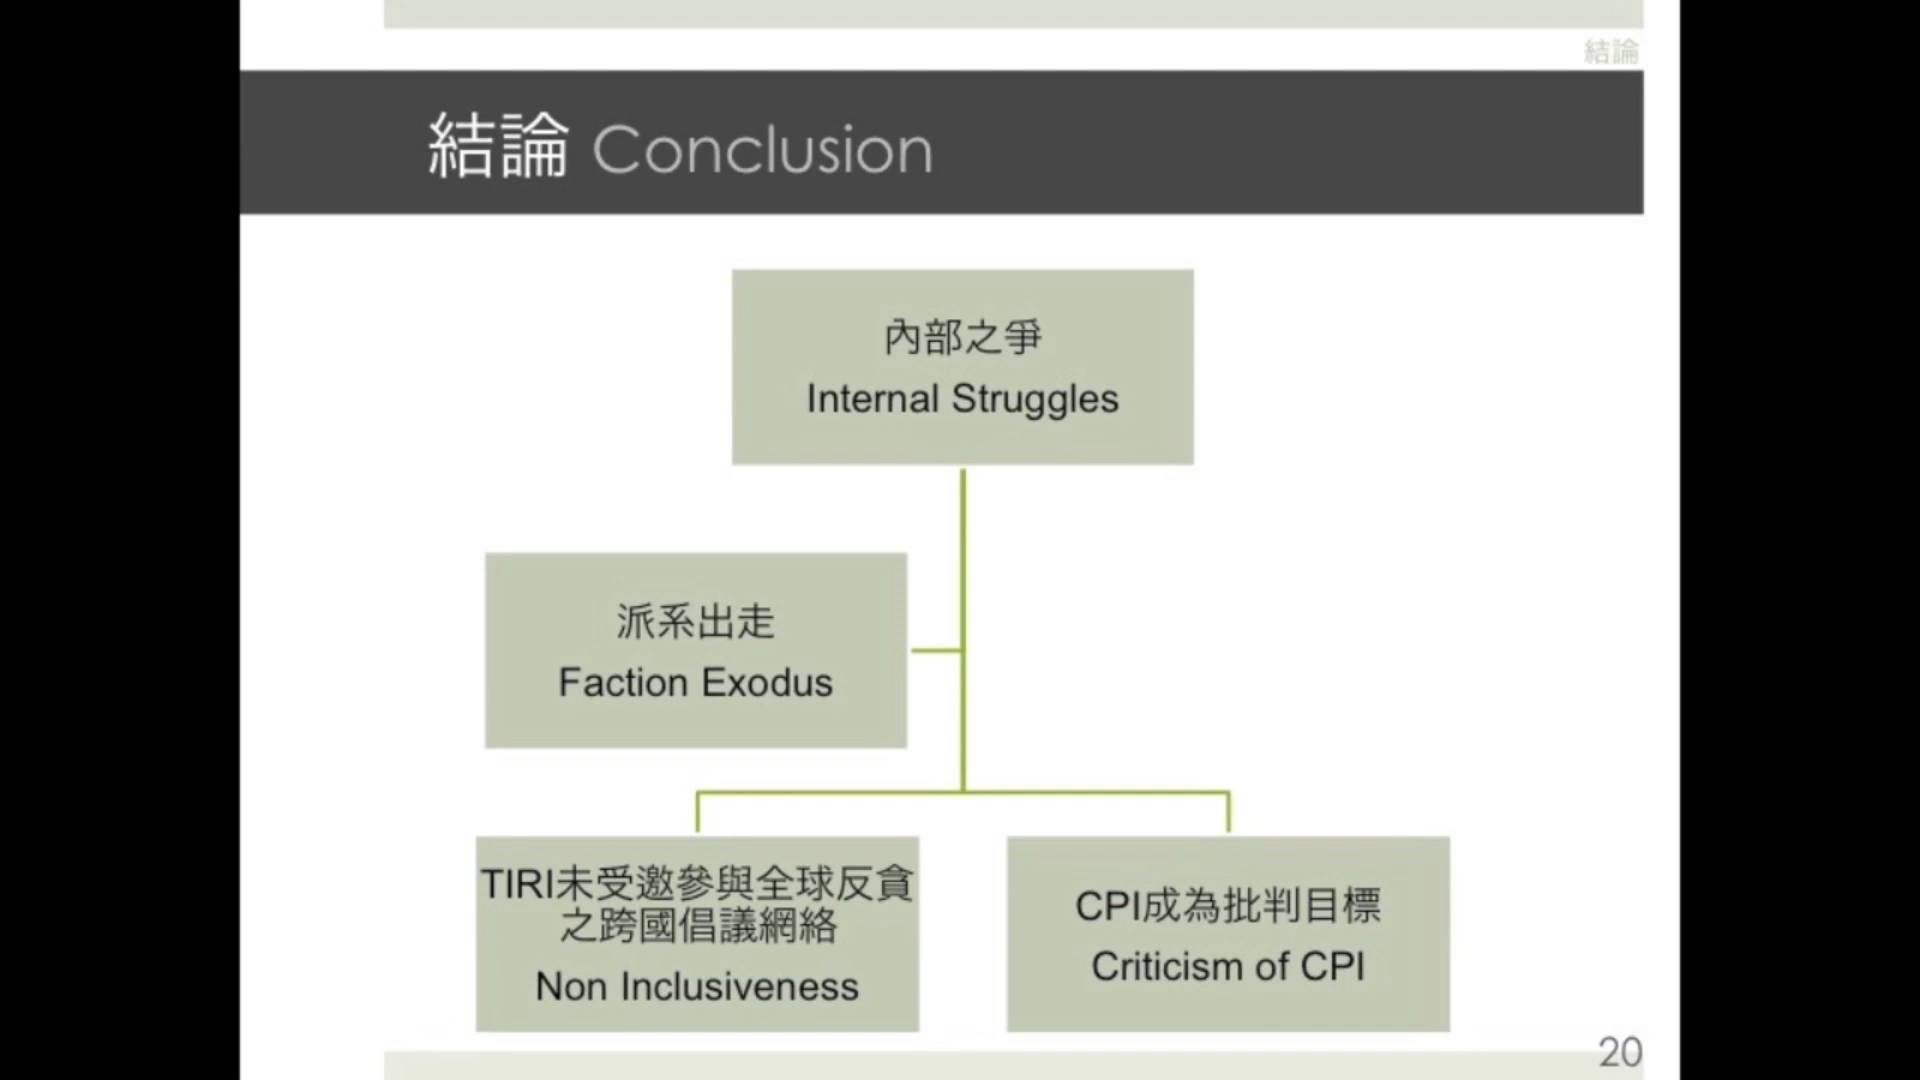 結論
結論 Conclusion
內部之爭
Internal Struggles
派系出走
Faction Exodus
TIRI未受邀參與全球反貪
之跨國倡議網絡
Non Inclusiveness
CPI成為批判目標
Criticism of CPI
20